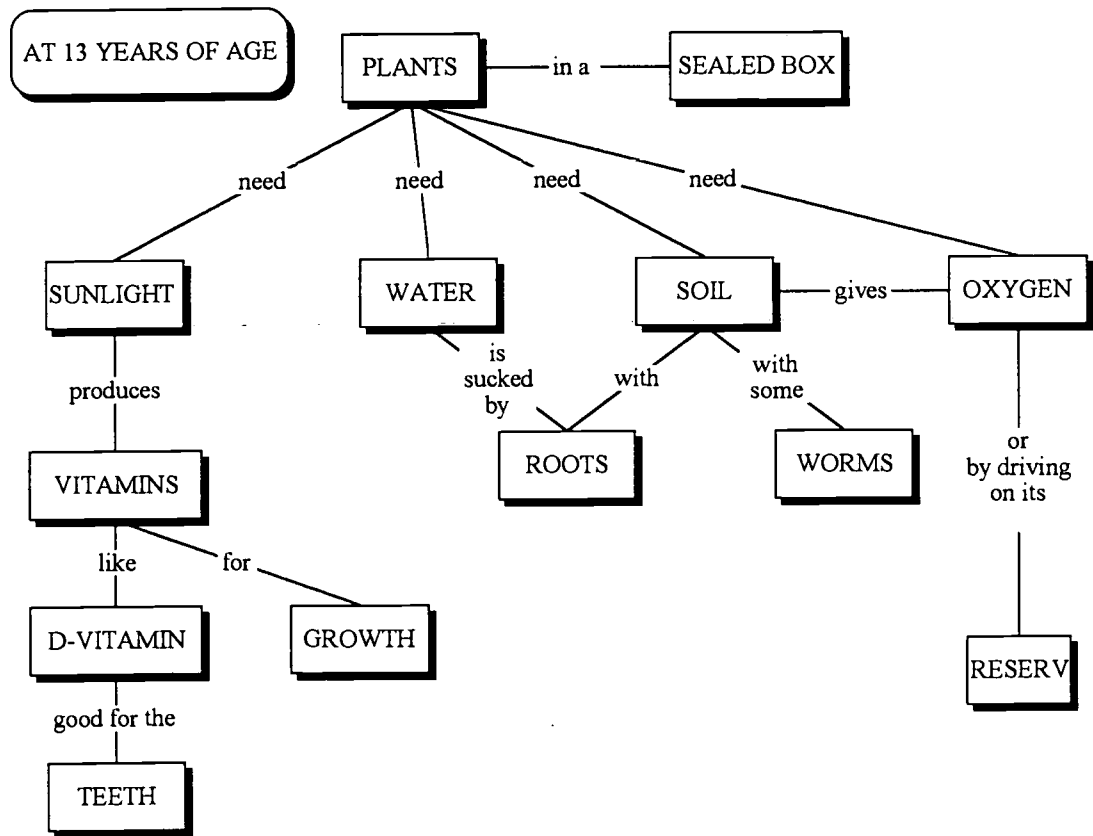 AT 13 YEARS OF AGE
PLANTS
in a
SEALED BOX
need
need
need
need
SUNLIGHT
WATER
SOIL
gives
OXYGEN
produces
is
sucked
by
with
with
some
or
by driving
on its
VITAMINS
ROOTS
WORMS
like
for
D-VITAMIN
GROWTH
RESERV
good for the
TEETH